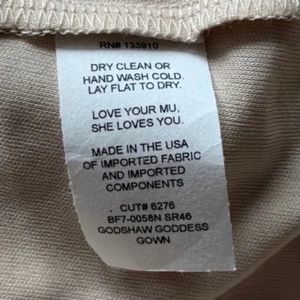 RN# 133910
DRY CLEAN OR
HAND WASH COLD.
LAY FLAT TO DRY.
LOVE YOUR MU,
SHE LOVES YOU.
MADE IN THE USA
OF IMPORTED FABRIC
AND IMPORTED
COMPONENTS
CUT# 6276
BF7-0058N SR46
GODSHAW GODDESS
GOWN